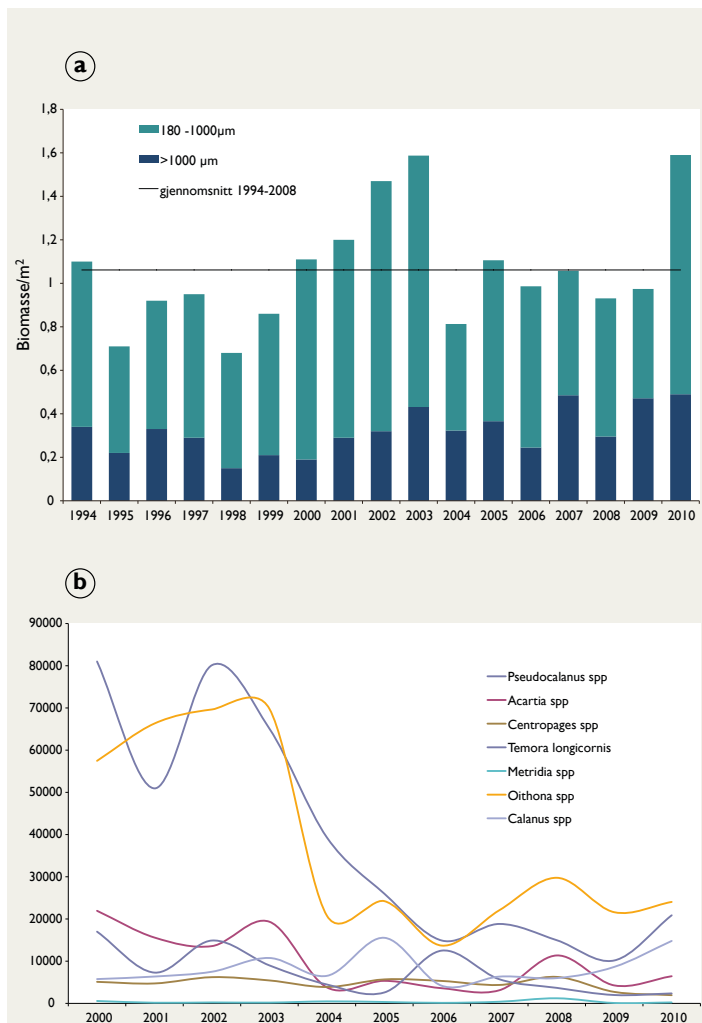 a
1,8
1,6
1,4
1,2
1
0,8
0,6
0,4
0,2
0
Biomasse/m²
180 -1000µm
>1000 µm
gjennomsnitt 1994-2008
1994 1995 1996 1997 1998 1999 2000 2001 2002 2003 2004 2005 2006 2007 2008 2009 2010
b
90000
80000
70000
60000
50000
40000
30000
20000
10000
0
Pseudocalanus spp
Acartia spp
Centropages spp
Temora longicornis
Metridia spp
Oithona spp
Calanus spp
2000 2001 2002 2003 2004 2005 2006 2007 2008 2009 2010